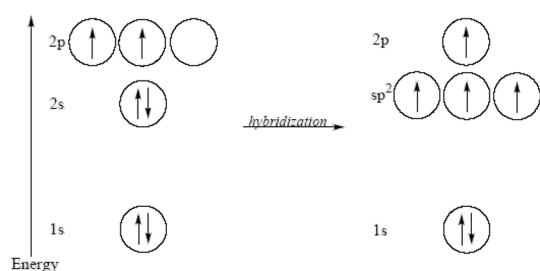 2p
2p
2s
sp²
hybridization
1s
1s
Energy